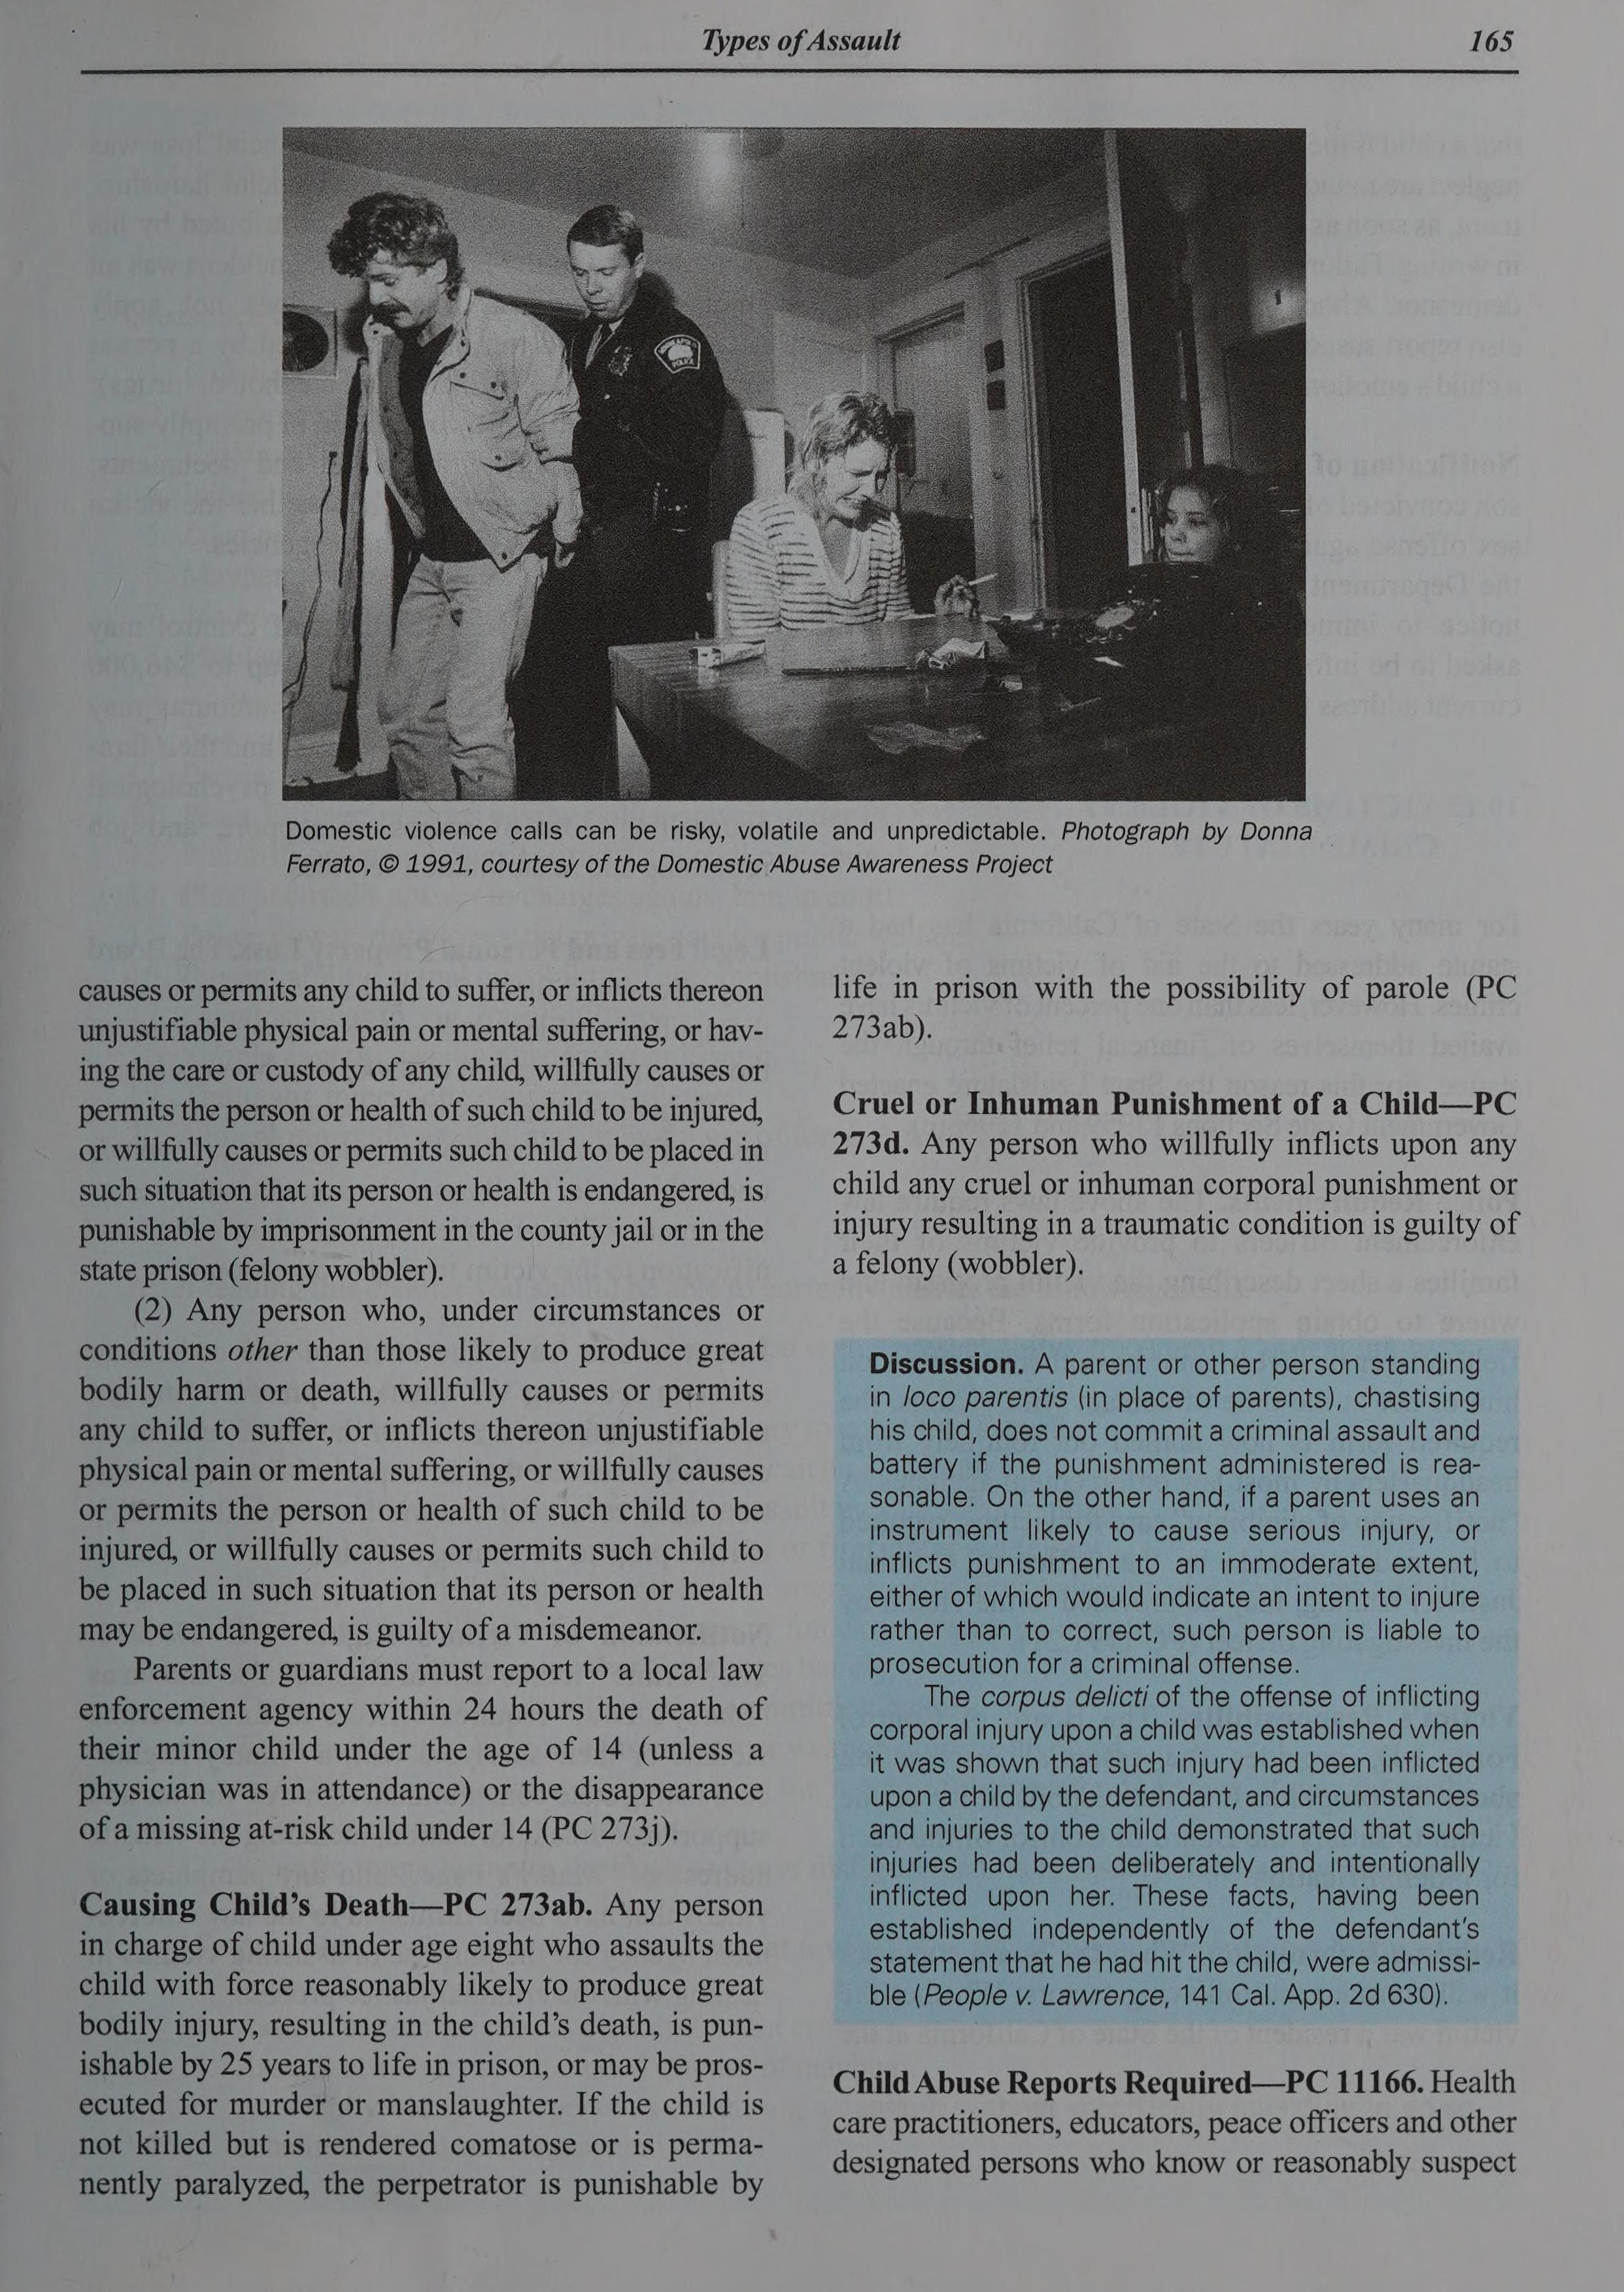 Types of Assault
165
Domestic violence calls can be risky, volatile and unpredictable. Photograph by Donna
Ferrato, © 1991, courtesy of the Domestic Abuse Awareness Project
causes or permits any child to suffer, or inflicts thereon
unjustifiable physical pain or mental suffering, or hav-
ing the care or custody of any child, willfully causes or
permits the person or health of such child to be injured,
or willfully causes or permits such child to be placed in
such situation that its person or health is endangered, is
punishable by imprisonment in the county jail or in the
state prison (felony wobbler).
(2) Any person who, under circumstances or
conditions other than those likely to produce great
bodily harm or death, willfully causes or permits
any child to suffer, or inflicts thereon unjustifiable
physical pain or mental suffering, or willfully causes
or permits the person or health of such child to be
injured, or willfully causes or permits such child to
be placed in such situation that its person or health
may be endangered, is guilty of a misdemeanor.
Parents or guardians must report to a local law
enforcement agency within 24 hours the death of
their minor child under the age of 14 (unless a
physician was in attendance) or the disappearance
of a missing at-risk child under 14 (PC 273j).
Causing Child's Death—PC 273ab. Any person
in charge of child under age eight who assaults the
child with force reasonably likely to produce great
bodily injury, resulting in the child's death, is pun-
ishable by 25 years to life in prison, or may be pros-
ecuted for murder or manslaughter. If the child is
not killed but is rendered comatose or is perma-
nently paralyzed, the perpetrator is punishable by
life in prison with the possibility of parole (PC
273ab).
Cruel or Inhuman Punishment of a Child—PC
273d. Any person who willfully inflicts upon any
child any cruel or inhuman corporal punishment or
injury resulting in a traumatic condition is guilty of
a felony (wobbler).
Discussion. A parent or other person standing
in loco parentis (in place of parents), chastising
his child, does not commit a criminal assault and
battery if the punishment administered is rea-
sonable. On the other hand, if a parent uses an
instrument likely to cause serious injury, or
inflicts punishment to an immoderate extent,
either of which would indicate an intent to injure
rather than to correct, such person is liable to
prosecution for a criminal offense.
The corpus delicti of the offense of inflicting
corporal injury upon a child was established when
it was shown that such injury had been inflicted
upon a child by the defendant, and circumstances
and injuries to the child demonstrated that such
injuries had been deliberately and intentionally
inflicted upon her. These facts, having been
established independently of the defendant's
statement that he had hit the child, were admissi-
ble (People v. Lawrence, 141 Cal. App. 2d 630).
Child Abuse Reports Required—PC 11166. Health
care practitioners, educators, peace officers and other
designated persons who know or reasonably suspect